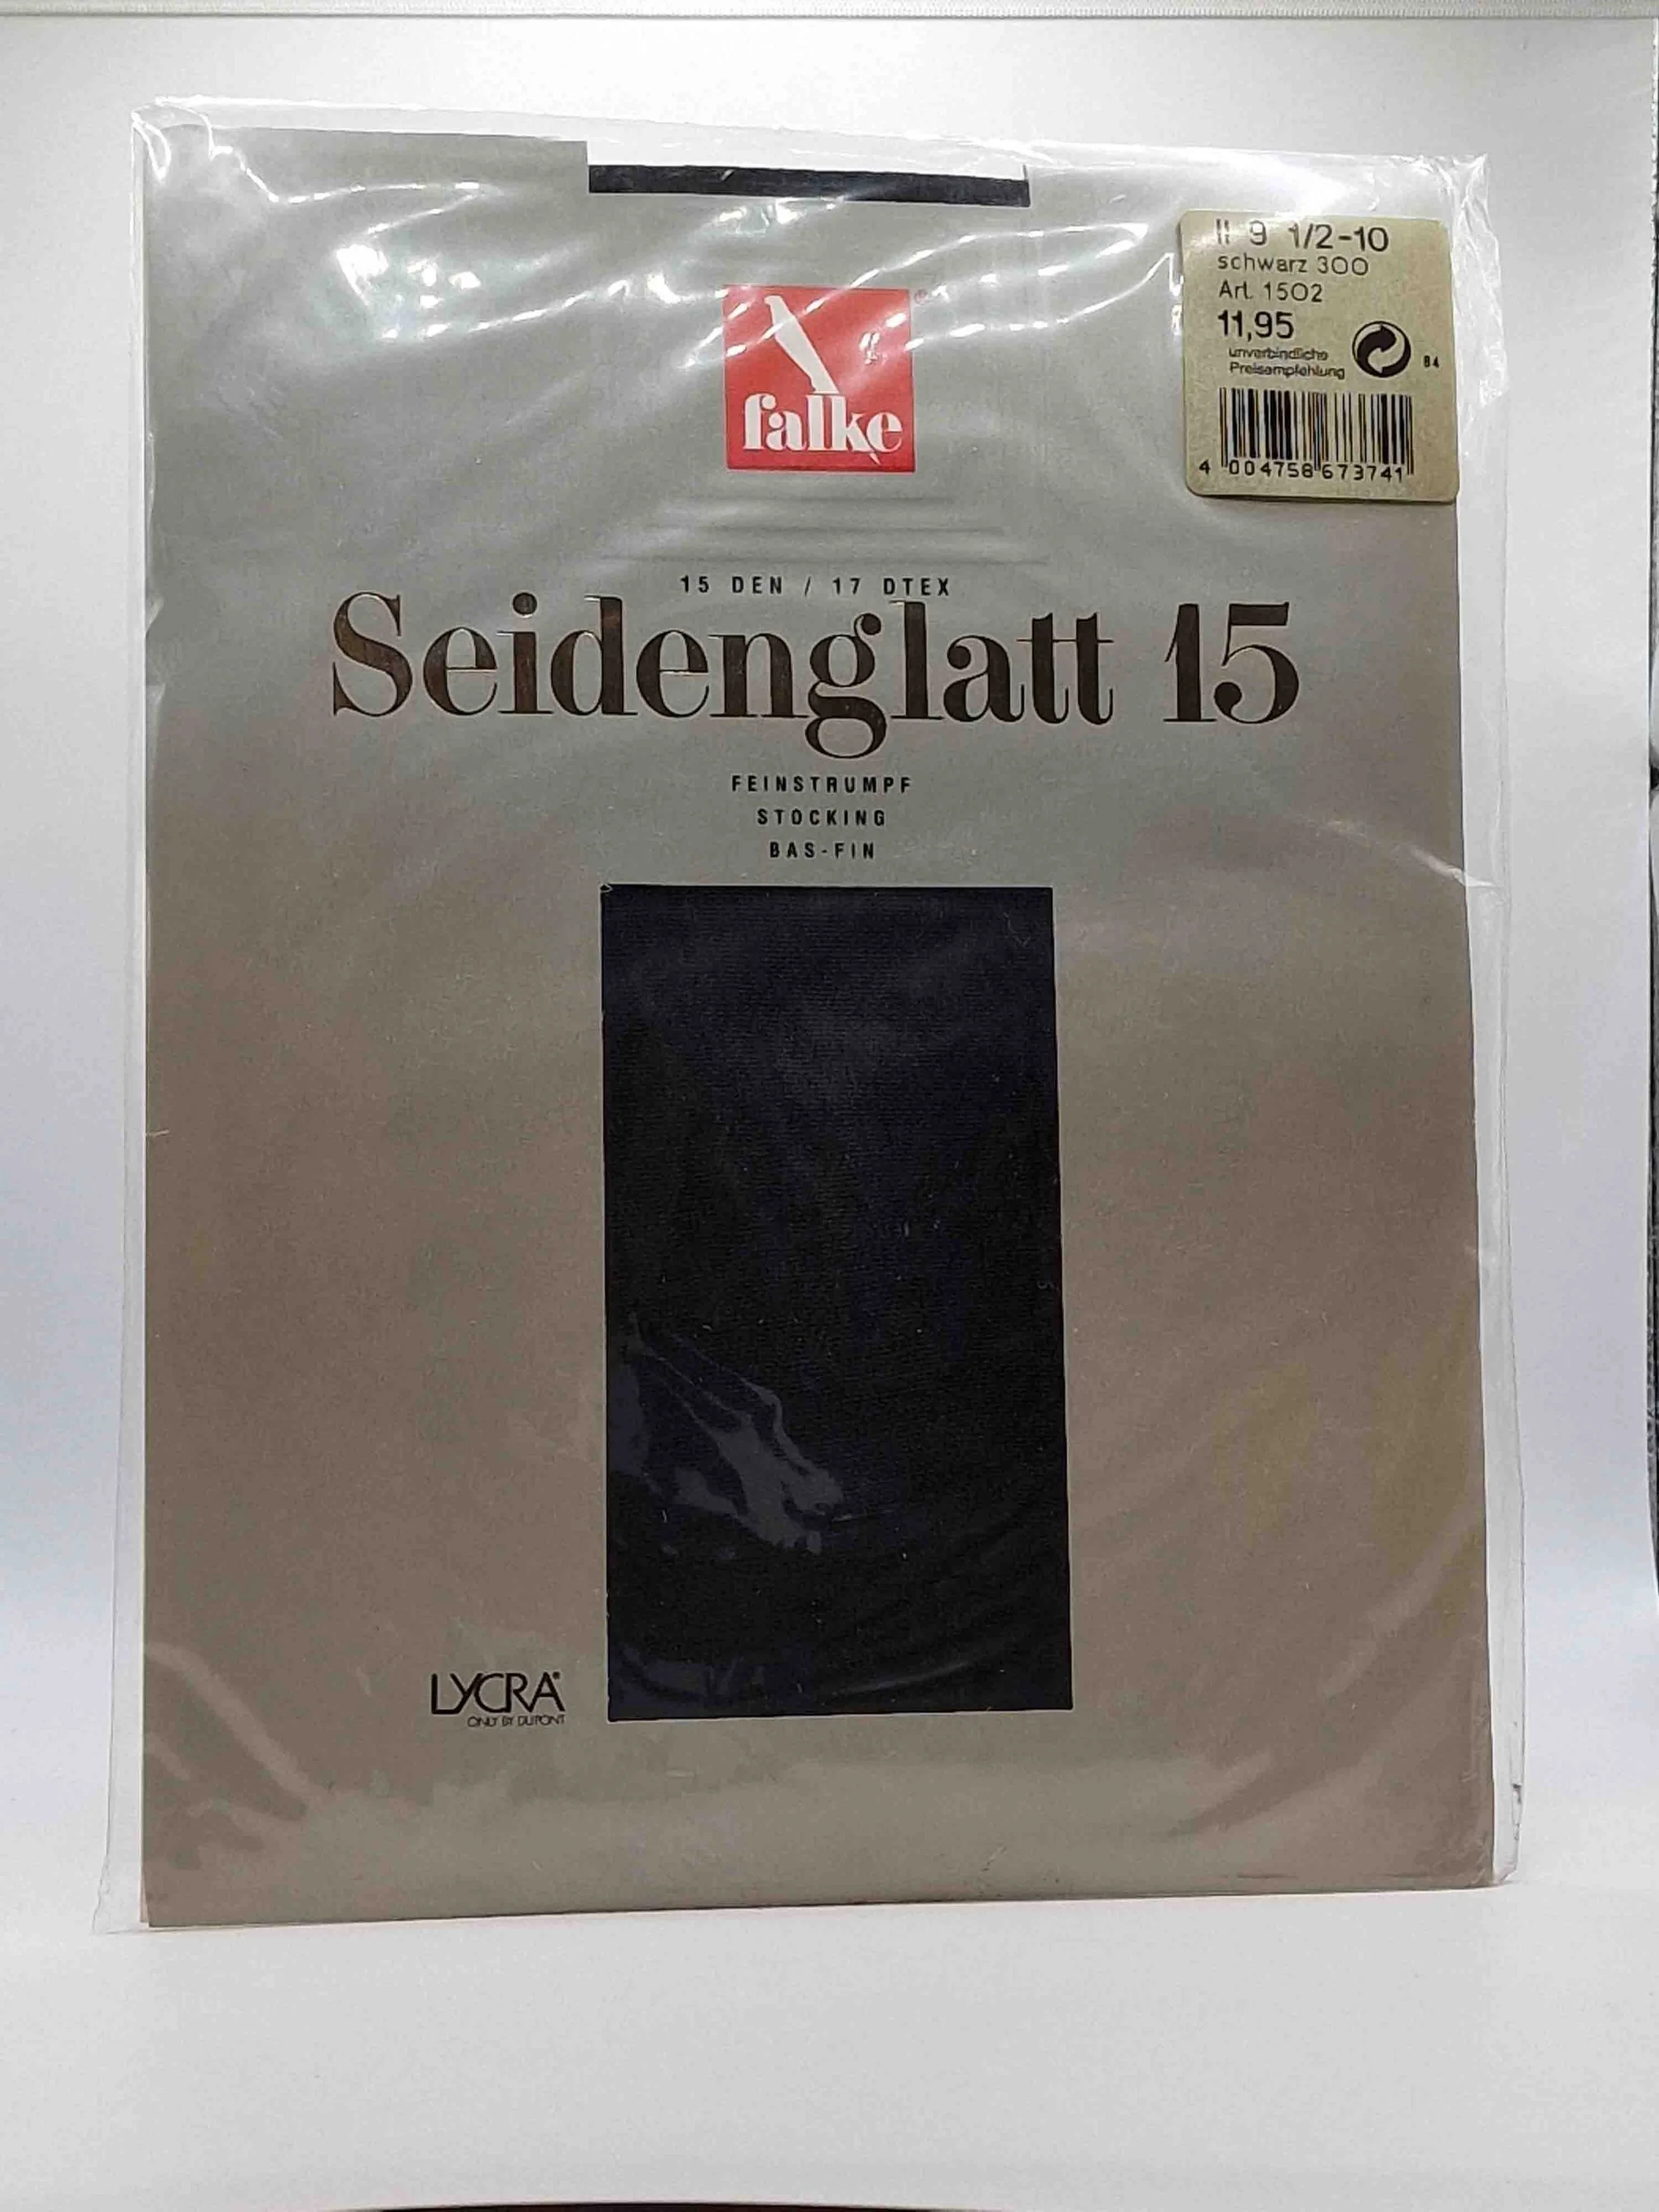 II 9 1/2-10
schwarz 300
Art. 1502
11,95
unverbindliche
Preisempfehlung
84
4 004758 673741
falke
15 DEN / 17 DTEX
Seidenglatt 15
FEINSTRUMPF
STOCKING
BAS-FIN
LYCRA®
ONLY BY DUPONT